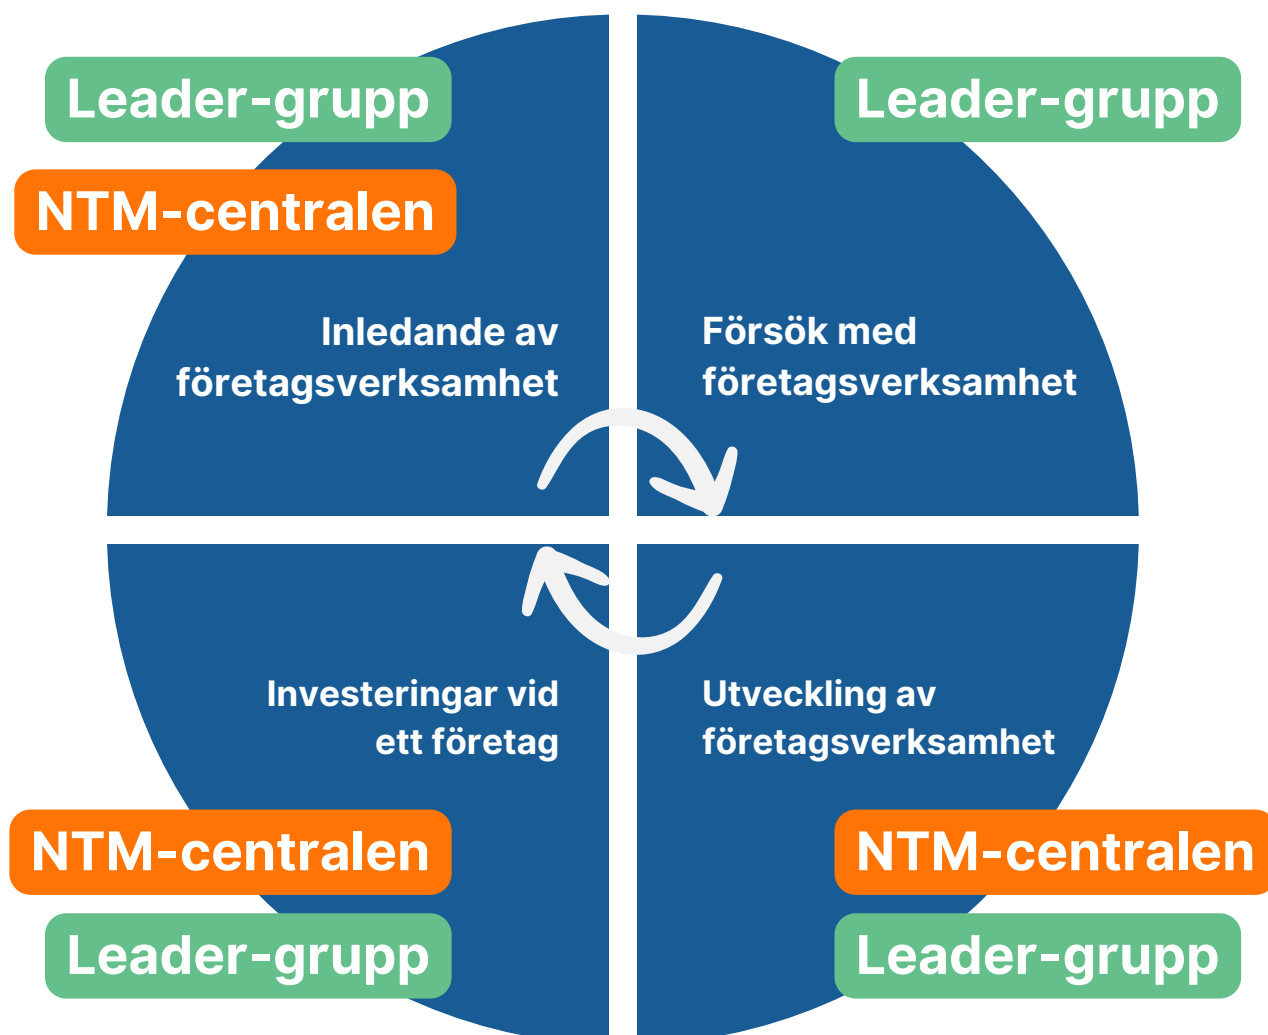 Leader-grupp
NTM-centralen
Inledande av
företagsverksamhet
Leader-grupp
Försök med
företagsverksamhet
Investeringar vid
ett företag
NTM-centralen
Leader-grupp
Utveckling av
företagsverksamhet
NTM-centralen
Leader-grupp